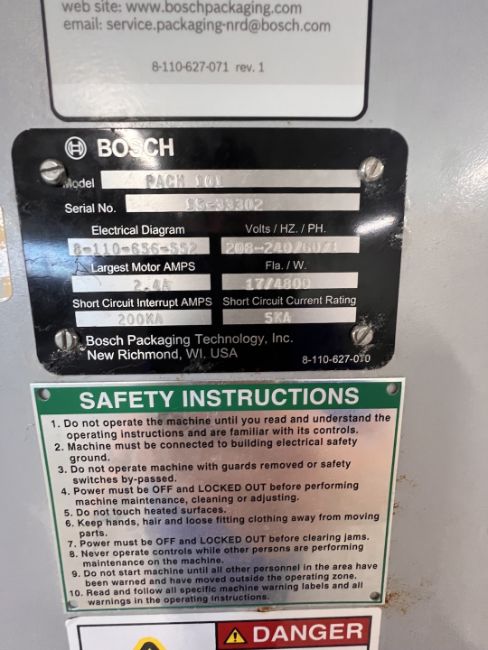 web site: www.boschpackaging.com
email: service.packaging-nrd@bosch.com
8-110-627-071 rev. 1
BOSCH
Model PACK 101
Serial No.
Electrical Diagram Volts / HZ. / PH.
8-110-656-552 208-240/60/1
Largest Motor AMPS Fla. / W.
2.4A 17/4800
Short Circuit Interrupt AMPS Short Circuit Current Rating
200KA 5KA
Bosch Packaging Technology, Inc.
New Richmond, WI, USA
8-110-627-010
SAFETY INSTRUCTIONS
1. Do not operate the machine until you read and understand the
operating instructions and are familiar with its controls.
2. Machine must be connected to building electrical safety
ground.
3. Do not operate machine with guards removed or safety
switches by-passed.
4. Power must be OFF and LOCKED OUT before performing
machine maintenance, cleaning or adjusting.
5. Do not touch heated surfaces.
6. Keep hands, hair and loose fitting clothing away from moving
parts.
7. Power must be OFF and LOCKED OUT before clearing jams.
8. Never operate controls while other persons are performing
maintenance on the machine.
9. Do not start machine until all other personnel in the area have
been warned and have moved outside the operating zone.
10. Read and follow all specific machine warning labels and all
warnings in the operating Instructions.
DANGER